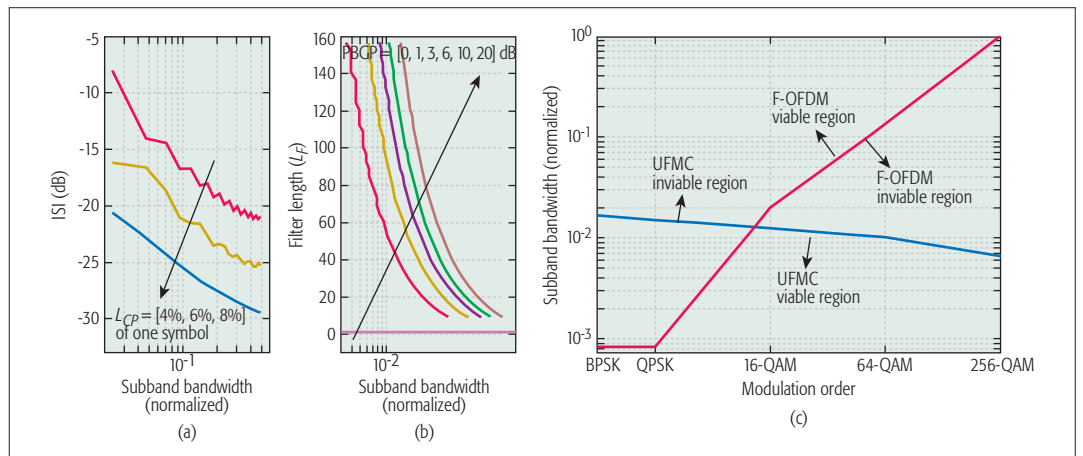 -5
-10
-15
-20
-25
-30
ISI (dB)
L_CP = [4%, 6%, 8%]
of one symbol
10^-1
Subband bandwidth
(normalized)
(a)
160
140
120
100
80
60
40
20
0
Filter length (L_F)
PBGP = [0, 1, 3, 6, 10, 20] dB
10^-2
Subband bandwidth
(normalized)
(b)
10^0
10^-1
10^-2
10^-3
Subband bandwidth (normalized)
F-OFDM
viable region
UFMC
inviable region
F-OFDM
inviable region
UFMC
viable region
BPSK
QPSK
16-QAM
64-QAM
256-QAM
Modulation order
(c)